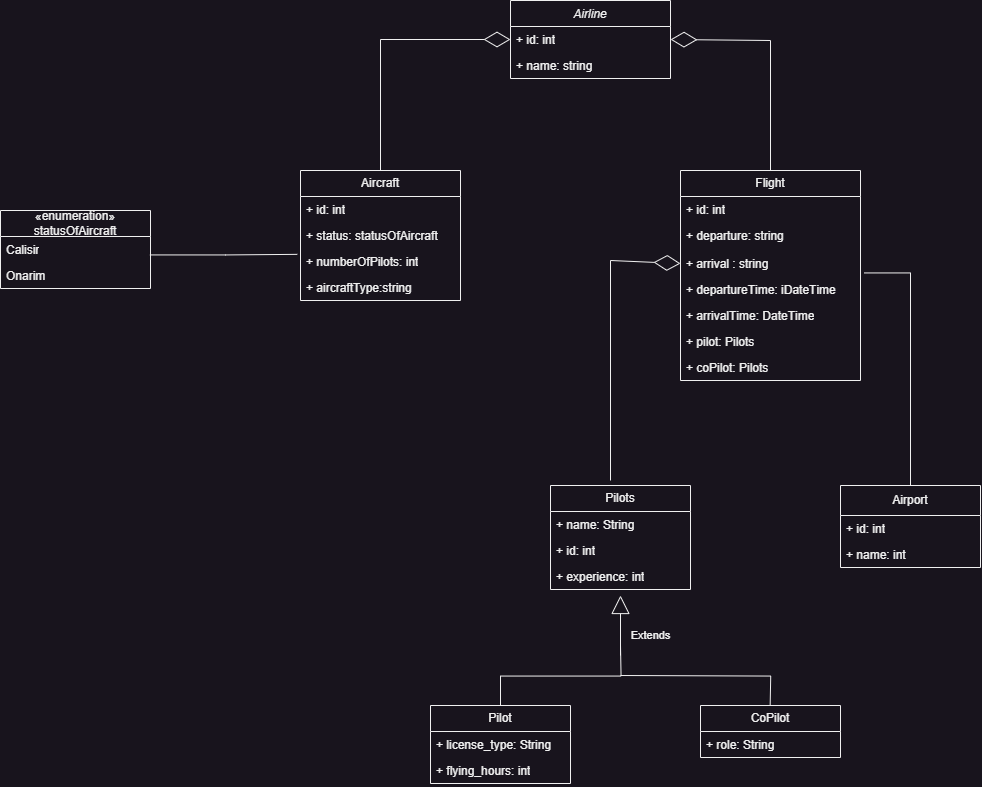 Airline
+ id: int
+ name: string
Aircraft
+ id: int
+ status: statusOfAircraft
+ numberOfPilots: int
+ aircraftType:string
«enumeration»
statusOfAircraft
Calisir
Onarim
Flight
+ id: int
+ departure: string
+ arrival : string
+ departureTime: iDateTime
+ arrivalTime: DateTime
+ pilot: Pilots
+ coPilot: Pilots
Pilots
+ name: String
+ id: int
+ experience: int
Airport
+ id: int
+ name: int
Extends
Pilot
+ license_type: String
+ flying_hours: int
CoPilot
+ role: String